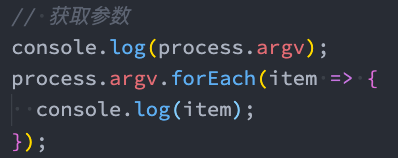 // 获取参数
console.log(process.argv);
process.argv.forEach(item => {
  console.log(item);
});